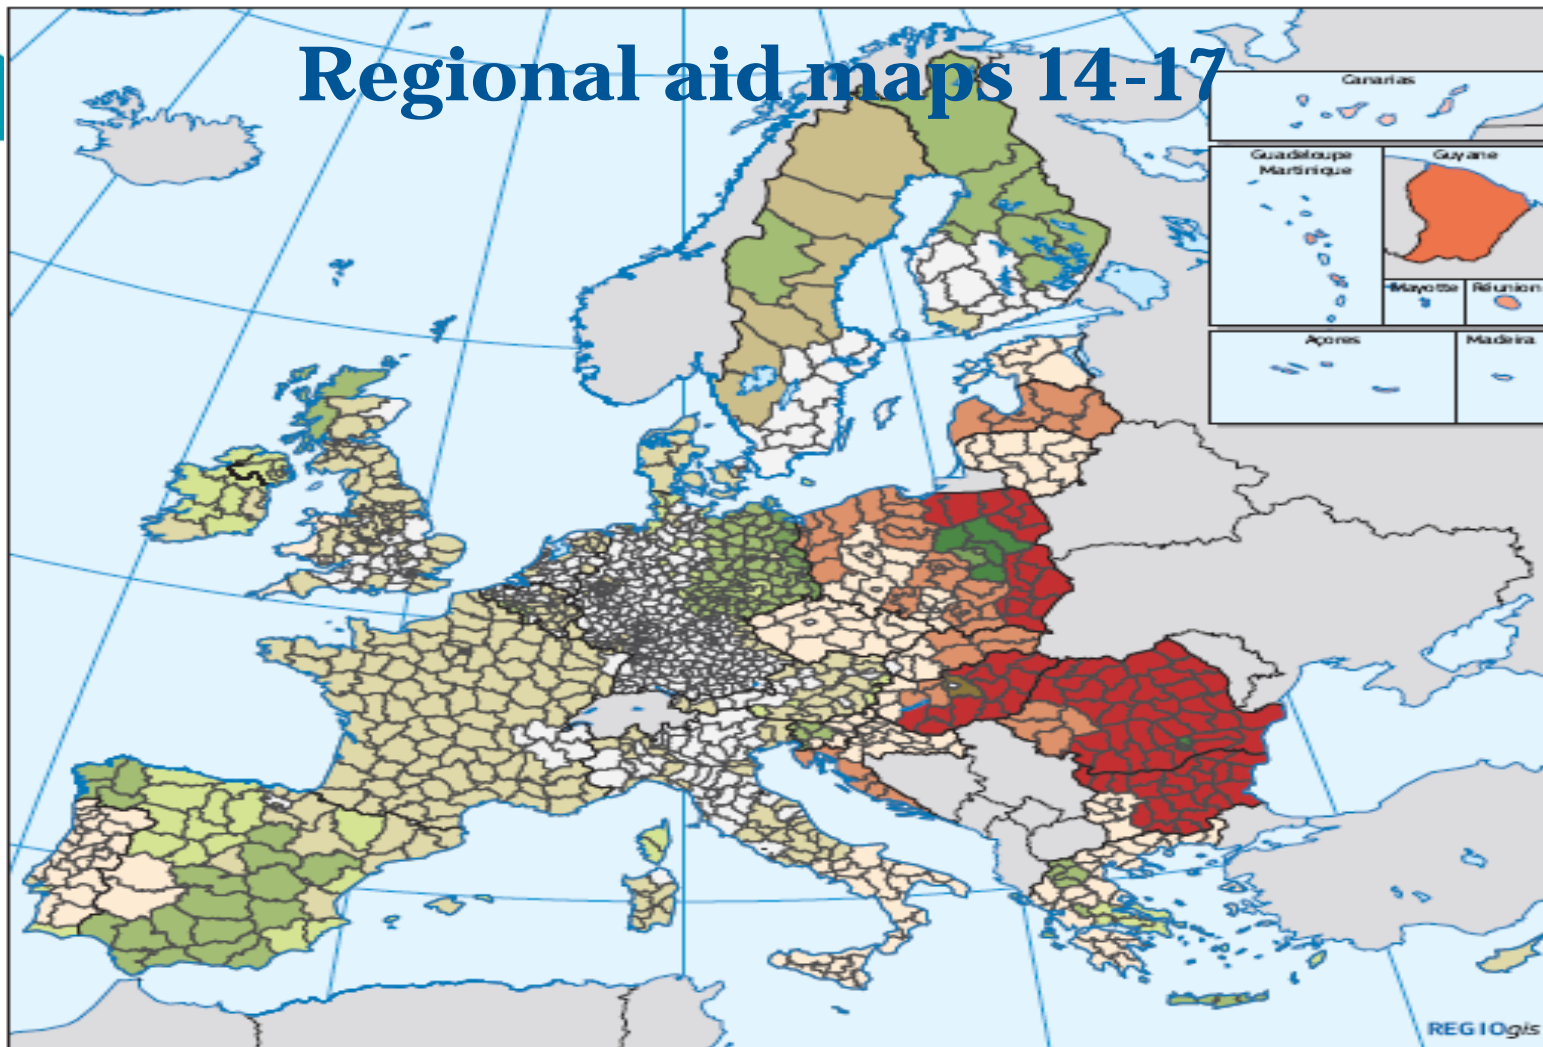 Regional aid maps 14-17
Canarias
Guadeloupe
Martinique
Guyane
Mayotte
Réunion
Açores
Madeira
REGIOgis